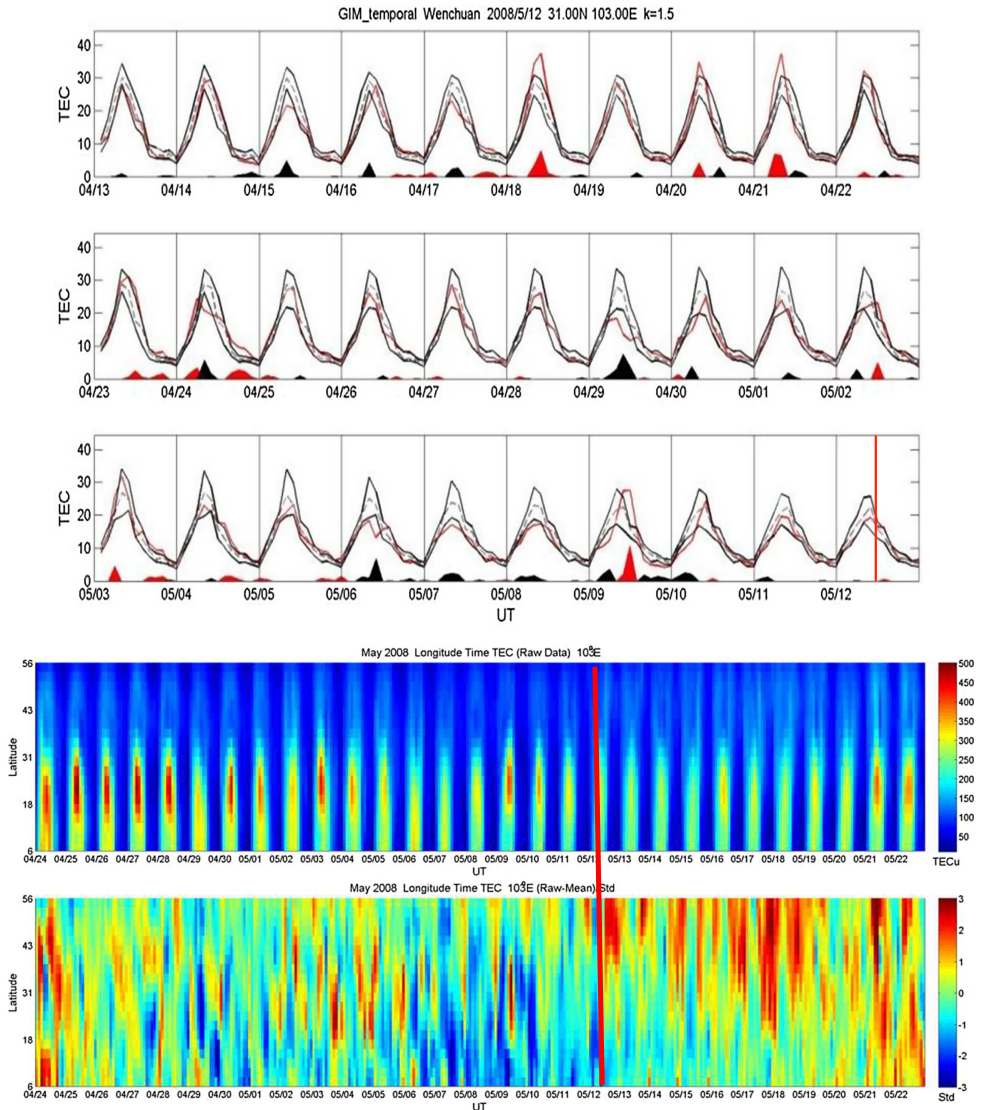 GIM_temporal Wenchuan 2008/5/12 31.00N 103.00E k=1.5
TEC
40
30
20
10
0
04/13 04/14 04/15 04/16 04/17 04/18 04/19 04/20 04/21 04/22
TEC
40
30
20
10
0
04/23 04/24 04/25 04/26 04/27 04/28 04/29 04/30 05/01 05/02
TEC
40
30
20
10
0
05/03 05/04 05/05 05/06 05/07 05/08 05/09 05/10 05/11 05/12
UT
May 2008 Longitude Time TEC (Raw Data) 103°E
Latitude
56
43
31
18
6
500
450
400
350
300
250
200
150
100
50
TECu
04/24 04/25 04/26 04/27 04/28 04/29 04/30 05/01 05/02 05/03 05/04 05/05 05/06 05/07 05/08 05/09 05/10 05/11 05/1 05/13 05/14 05/15 05/16 05/17 05/18 05/19 05/20 05/21 05/22
UT
May 2008 Longitude Time TEC 103°E (Raw-Mean)/Std
Latitude
56
43
31
18
6
3
2
1
0
-1
-2
-3
Std
04/24 04/25 04/26 04/27 04/28 04/29 04/30 05/01 05/02 05/03 05/04 05/05 05/06 05/07 05/08 05/09 05/10 05/11 05/12 05/13 05/14 05/15 05/16 05/17 05/18 05/19 05/20 05/21 05/22
UT